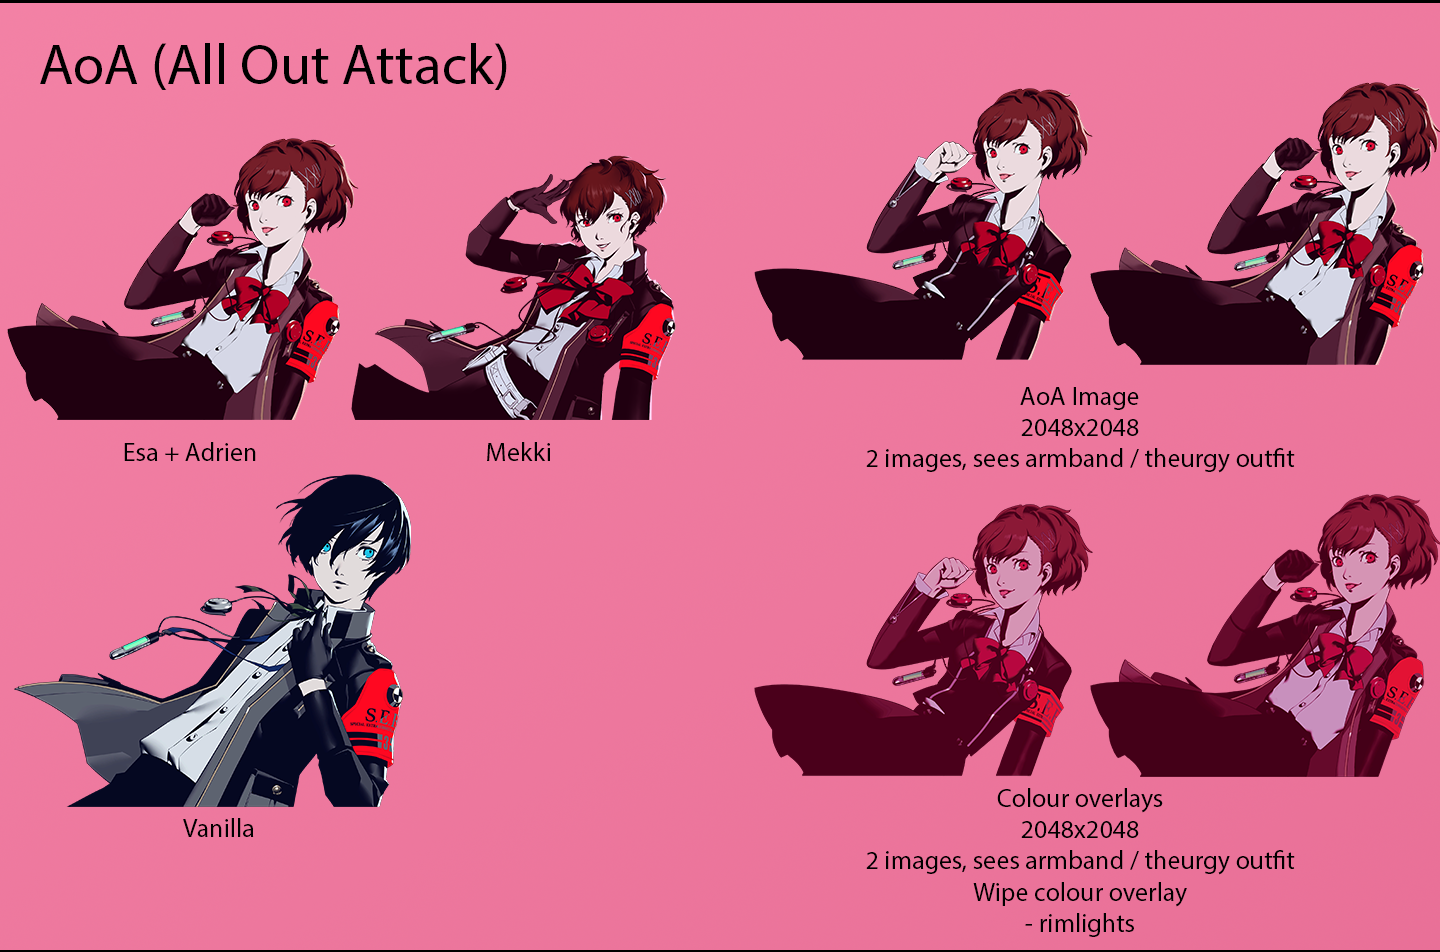 AoA (All Out Attack)
Esa + Adrien
Mekki
Vanilla
AoA Image
2048x2048
2 images, sees armband / theurgy outfit
Colour overlays
2048x2048
2 images, sees armband / theurgy outfit
Wipe colour overlay
- rimlights